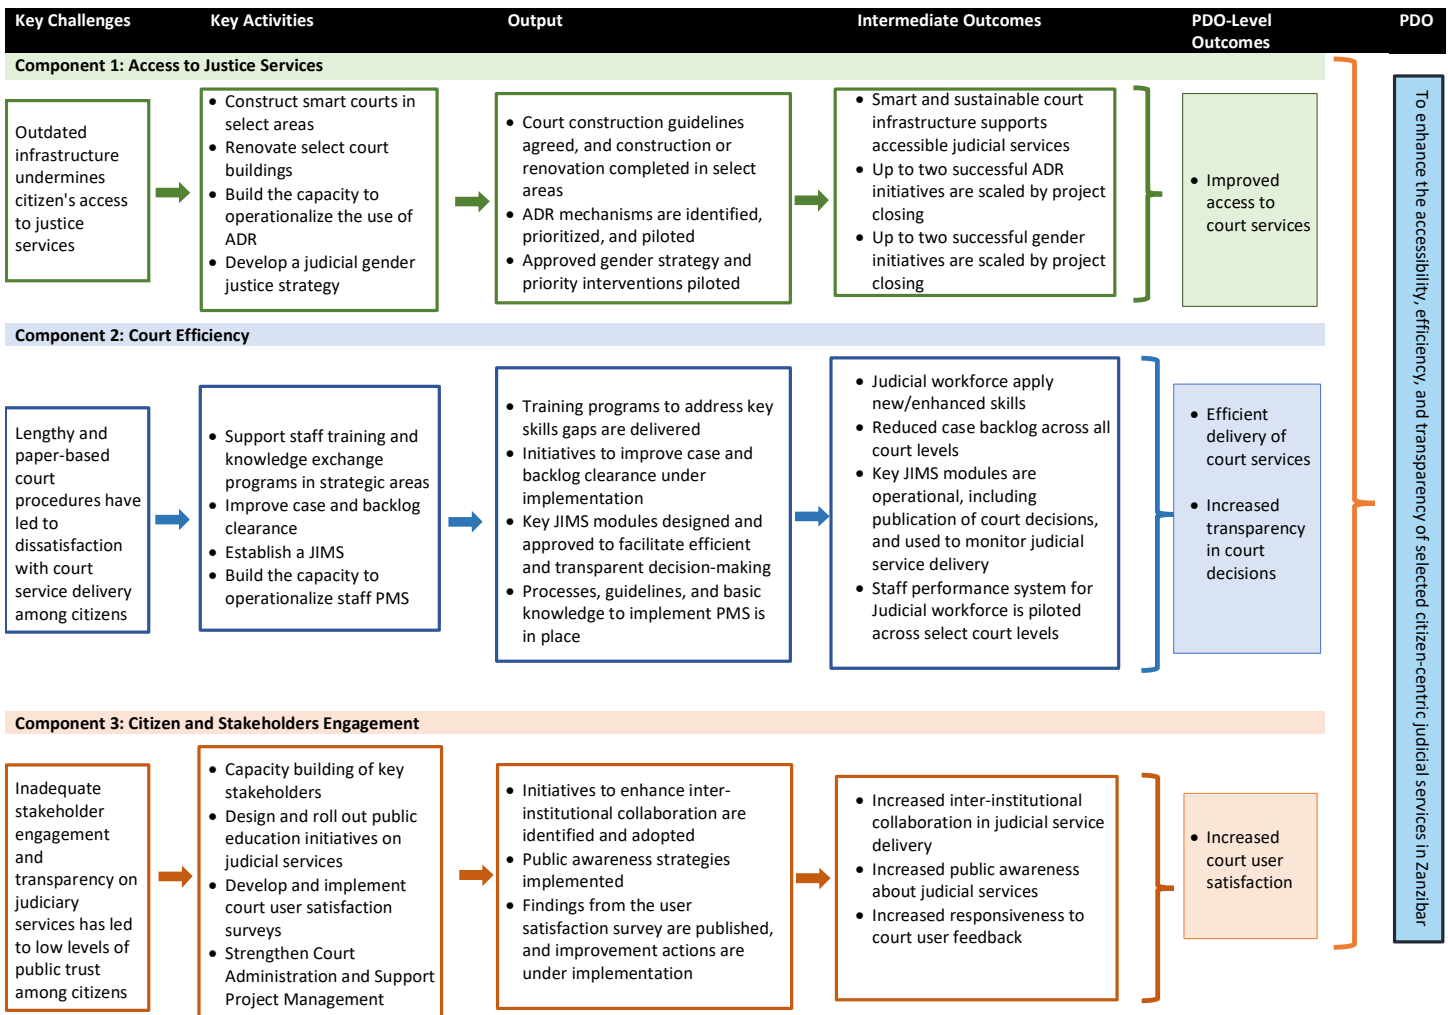 Key Challenges
Key Activities
Output
Intermediate Outcomes
PDO-Level
Outcomes
PDO
Component 1: Access to Justice Services
Outdated
infrastructure
undermines
citizen's access
to justice
services
• Construct smart courts in
select areas
• Renovate select court
buildings
• Build the capacity to
operationalize the use of
ADR
• Develop a judicial gender
justice strategy
• Court construction guidelines
agreed, and construction or
renovation completed in select
areas
• ADR mechanisms are identified,
prioritized, and piloted
• Approved gender strategy and
priority interventions piloted
• Smart and sustainable court
infrastructure supports
accessible judicial services
• Up to two successful ADR
initiatives are scaled by project
closing
• Up to two successful gender
initiatives are scaled by project
closing
• Improved
access to
court services
Component 2: Court Efficiency
Lengthy and
paper-based
court
procedures have
led to
dissatisfaction
with court
service delivery
among citizens
• Support staff training and
knowledge exchange
programs in strategic areas
• Improve case and backlog
clearance
• Establish a JIMS
• Build the capacity to
operationalize staff PMS
• Training programs to address key
skills gaps are delivered
• Initiatives to improve case and
backlog clearance under
implementation
• Key JIMS modules designed and
approved to facilitate efficient
and transparent decision-making
• Processes, guidelines, and basic
knowledge to implement PMS is
in place
• Judicial workforce apply
new/enhanced skills
• Reduced case backlog across all
court levels
• Key JIMS modules are
operational, including
publication of court decisions,
and used to monitor judicial
service delivery
• Staff performance system for
Judicial workforce is piloted
across select court levels
• Efficient
delivery of
court services
• Increased
transparency
in court
decisions
Component 3: Citizen and Stakeholders Engagement
Inadequate
stakeholder
engagement
and
transparency on
judiciary
services has led
to low levels of
public trust
among citizens
• Capacity building of key
stakeholders
• Design and roll out public
education initiatives on
judicial services
• Develop and implement
court user satisfaction
surveys
• Strengthen Court
Administration and Support
Project Management
• Initiatives to enhance inter-
institutional collaboration are
identified and adopted
• Public awareness strategies
implemented
• Findings from the user
satisfaction survey are published,
and improvement actions are
under implementation
• Increased inter-institutional
collaboration in judicial service
delivery
• Increased public awareness
about judicial services
• Increased responsiveness to
court user feedback
• Increased
court user
satisfaction
To enhance the accessibility, efficiency, and transparency of selected citizen-centric judicial services in Zanzibar